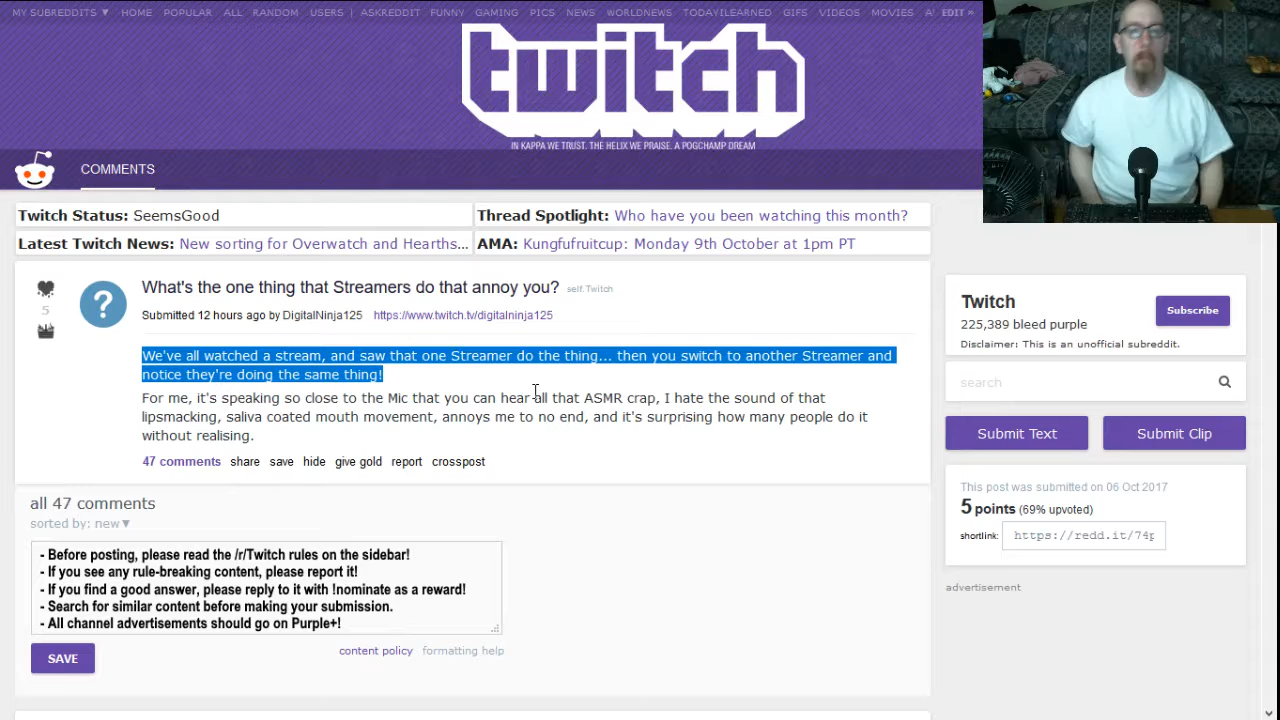 MY SUBREDDITS ▼ HOME POPULAR ALL RANDOM USERS | ASKREDDIT FUNNY GAMING PICS NEWS WORLDNEWS TODAYILEARNED GIFS VIDEOS MOVIES EDIT »
twitch
IN KAPPA WE TRUST. THE HELIX WE PRAISE. A POGCHAMP DREAM
COMMENTS
Twitch Status: SeemsGood
Thread Spotlight: Who have you been watching this month?
Latest Twitch News: New sorting for Overwatch and Hearths...
AMA: Kungfufruitcup: Monday 9th October at 1pm PT
What's the one thing that Streamers do that annoy you? self.Twitch
5
Submitted 12 hours ago by DigitalNinja125 https://www.twitch.tv/digitalninja125
We've all watched a stream, and saw that one Streamer do the thing... then you switch to another Streamer and
notice they're doing the same thing!
For me, it's speaking so close to the Mic that you can hear all that ASMR crap, I hate the sound of that
lipsmacking, saliva coated mouth movement, annoys me to no end, and it's surprising how many people do it
without realising.
47 comments share save hide give gold report crosspost
all 47 comments
sorted by: new ▼
- Before posting, please read the /r/Twitch rules on the sidebar!
- If you see any rule-breaking content, please report it!
- If you find a good answer, please reply to it with !nominate as a reward!
- Search for similar content before making your submission.
- All channel advertisements should go on Purple+!
SAVE
content policy formatting help
Twitch
Subscribe
225,389 bleed purple
Disclaimer: This is an unofficial subreddit.
search
Submit Text
Submit Clip
This post was submitted on 06 Oct 2017
5 points (69% upvoted)
shortlink: https://redd.it/74p
advertisement